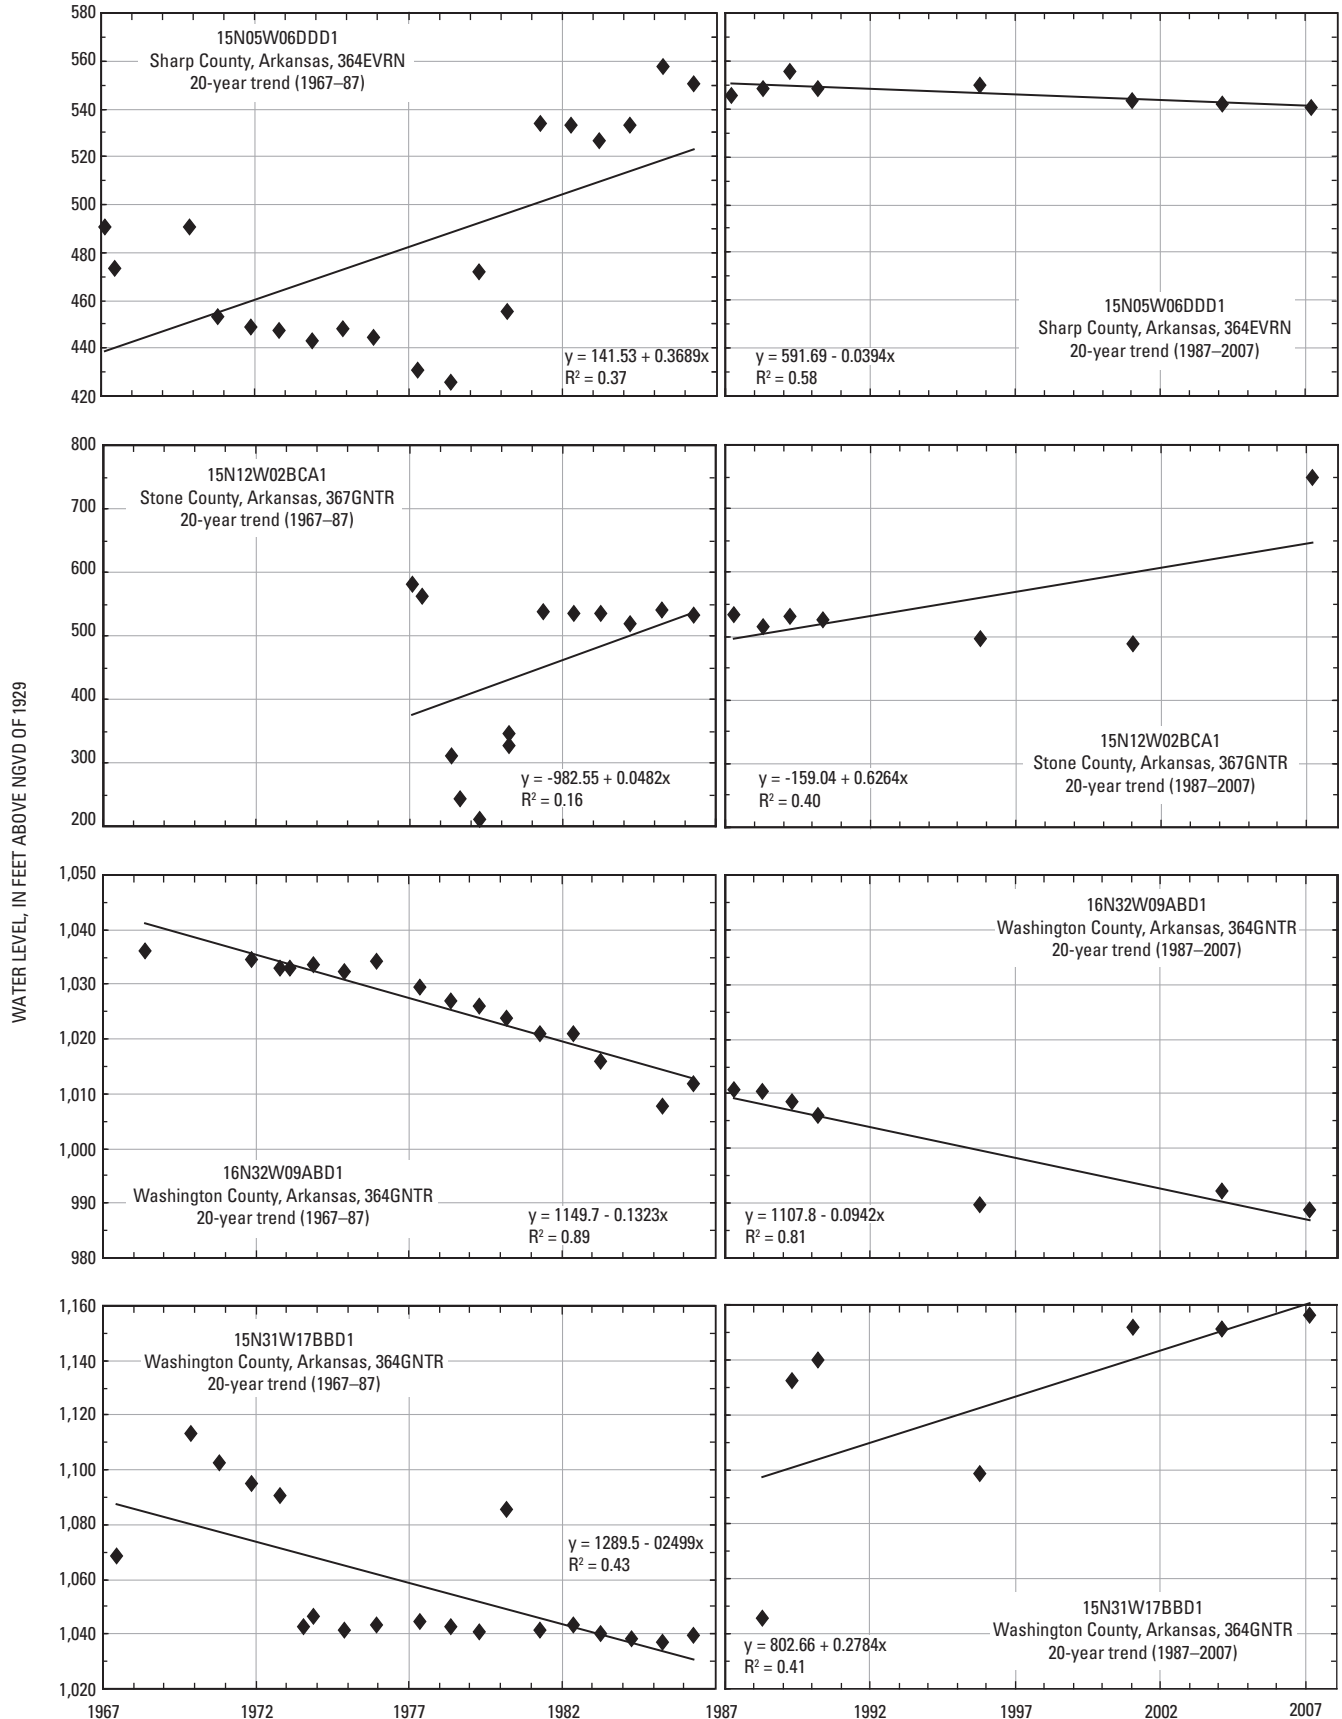 WATER LEVEL, IN FEET ABOVE NGVD OF 1929
580
560
540
520
500
480
460
440
420
15N05W06DDD1
Sharp County, Arkansas, 364EVRN
20-year trend (1967–87)
y = 141.53 + 0.3689x
R² = 0.37
15N05W06DDD1
Sharp County, Arkansas, 364EVRN
20-year trend (1987–2007)
y = 591.69 - 0.0394x
R² = 0.58
800
700
600
500
400
300
200
15N12W02BCA1
Stone County, Arkansas, 367GNTR
20-year trend (1967–87)
y = -982.55 + 0.0482x
R² = 0.16
15N12W02BCA1
Stone County, Arkansas, 367GNTR
20-year trend (1987–2007)
y = -159.04 + 0.6264x
R² = 0.40
1,050
1,040
1,030
1,020
1,010
1,000
990
980
16N32W09ABD1
Washington County, Arkansas, 364GNTR
20-year trend (1967–87)
y = 1149.7 - 0.1323x
R² = 0.89
16N32W09ABD1
Washington County, Arkansas, 364GNTR
20-year trend (1987–2007)
y = 1107.8 - 0.0942x
R² = 0.81
1,160
1,140
1,120
1,100
1,080
1,060
1,040
1,020
15N31W17BBD1
Washington County, Arkansas, 364GNTR
20-year trend (1967–87)
y = 1289.5 - 02499x
R² = 0.43
15N31W17BBD1
Washington County, Arkansas, 364GNTR
20-year trend (1987–2007)
y = 802.66 + 0.2784x
R² = 0.41
1967 1972 1977 1982 1987 1992 1997 2002 2007